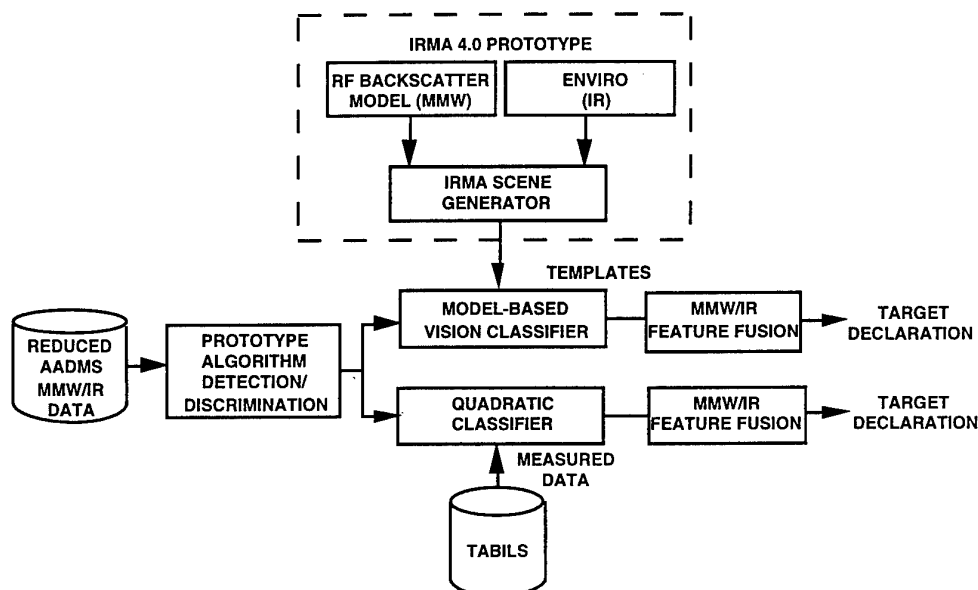 IRMA 4.0 PROTOTYPE
RF BACKSCATTER
MODEL (MMW)
ENVIRO
(IR)
IRMA SCENE
GENERATOR
TEMPLATES
MODEL-BASED
VISION CLASSIFIER
MMW/IR
FEATURE FUSION
TARGET
DECLARATION
REDUCED
AADMS
MMW/IR
DATA
PROTOTYPE
ALGORITHM
DETECTION/
DISCRIMINATION
QUADRATIC
CLASSIFIER
MMW/IR
FEATURE FUSION
TARGET
DECLARATION
MEASURED
DATA
TABILS